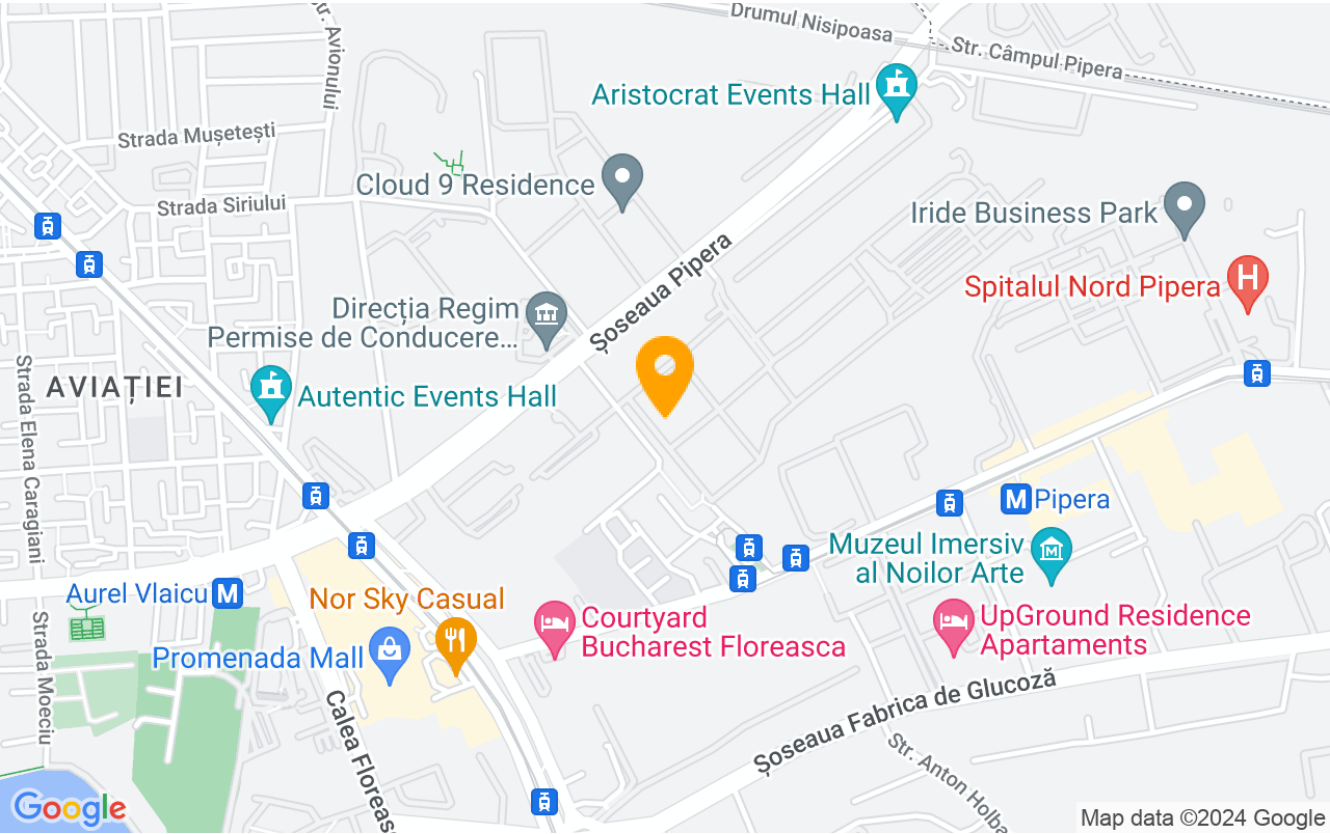 Drumul Nisipoasa
Str. Câmpul Pipera
Str. Avionului
Aristocrat Events Hall
Strada Mușetești
Cloud 9 Residence
Strada Siriului
Iride Business Park
Șoseaua Pipera
Spitalul Nord Pipera
H
Direcția Regim
Permise de Conducere...
Strada Elena Caragiani
AVIAȚIEI
Autentic Events Hall
M Pipera
Muzeul Imersiv
al Noilor Arte
Aurel Vlaicu M
Nor Sky Casual
Courtyard
Bucharest Floreasca
UpGround Residence
Apartaments
Strada Moeciu
Promenada Mall
Calea Floreasc
Șoseaua Fabrica de Glucoză
Str. Anton Holba
Google
Map data ©2024 Google